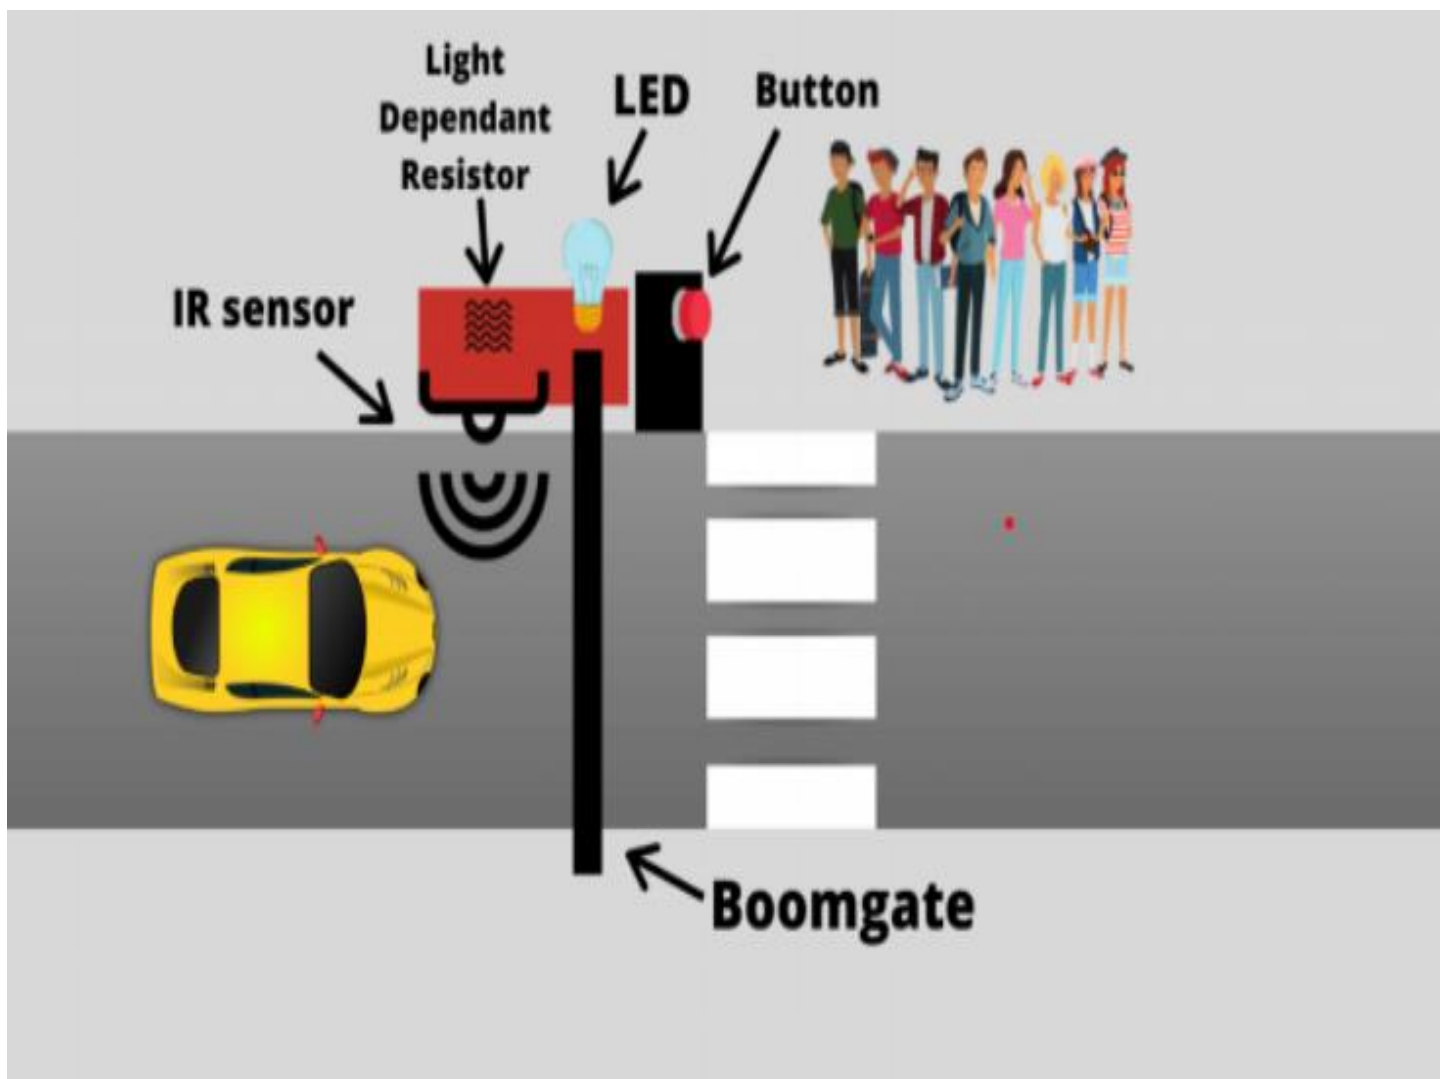 Light
Dependant
Resistor
LED
Button
IR sensor
Boomgate